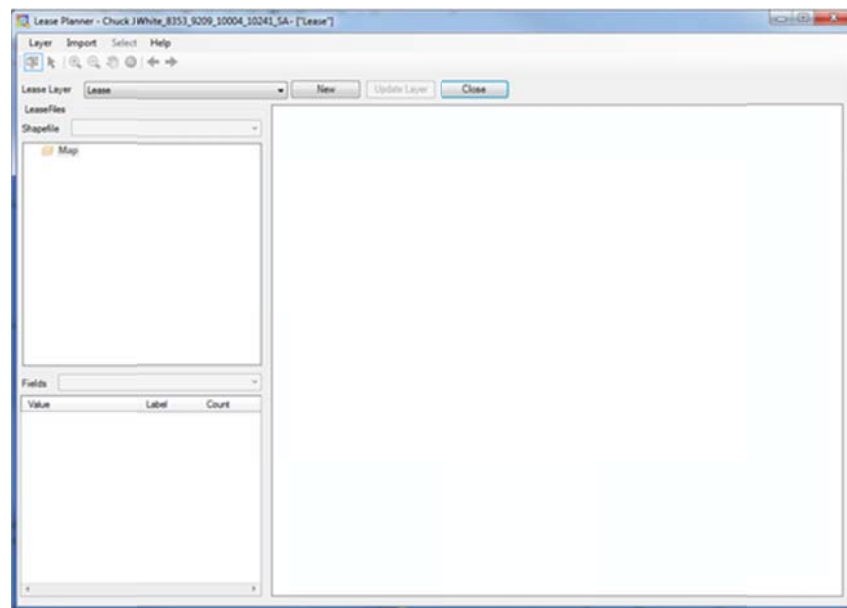 Lease Planner - Chuck JWhite_8353_9209_10004_10241_SA - ["Lease"]
Layer Import Select Help
Lease Layer Lease New Update Layer Close
LeaseFiles
Shapefile
Map
Fields
Value Label Count